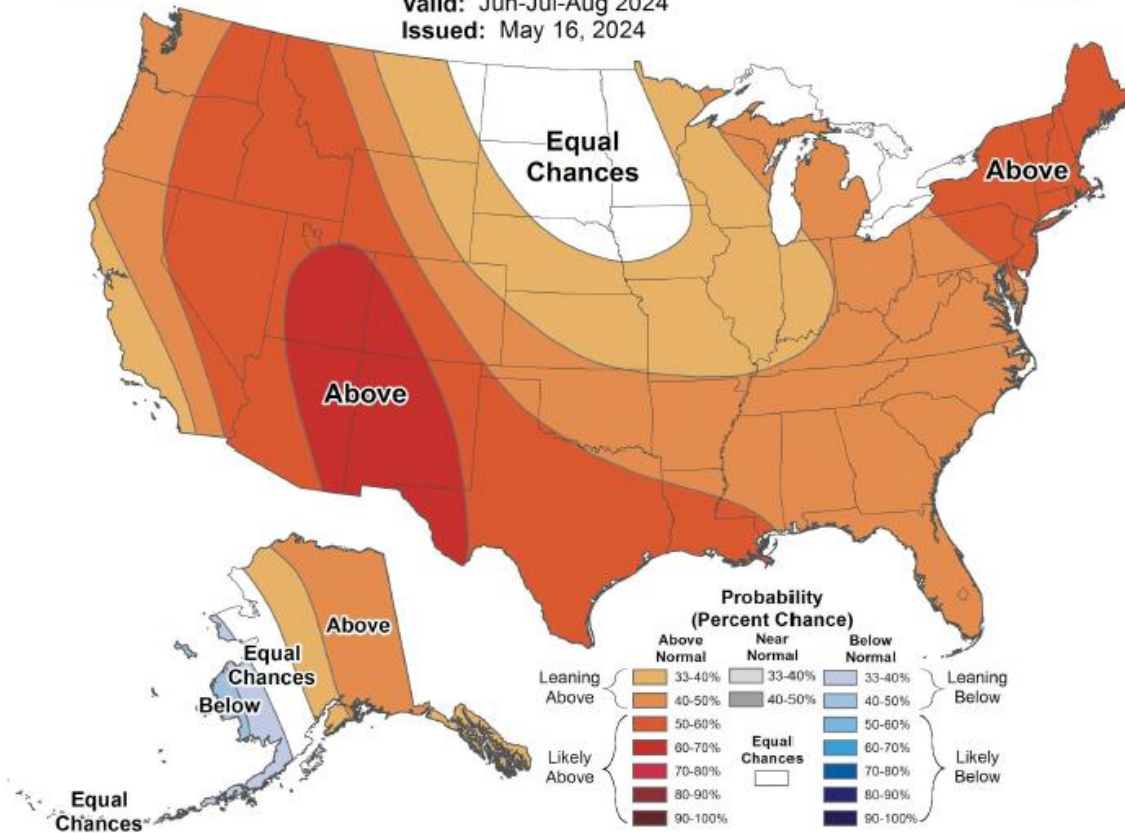 Valid: Jun-Jul-Aug 2024
Issued: May 16, 2024
Equal
Chances
Above
Above
Above
Equal
Chances
Below
Equal
Chances
Probability
(Percent Chance)
Above
Normal
Near
Normal
Below
Normal
Leaning
Above
33-40%
33-40%
33-40%
Leaning
Below
40-50%
40-50%
40-50%
Likely
Above
50-60%
50-60%
Likely
Below
60-70%
Equal
Chances
60-70%
70-80%
70-80%
80-90%
80-90%
90-100%
90-100%